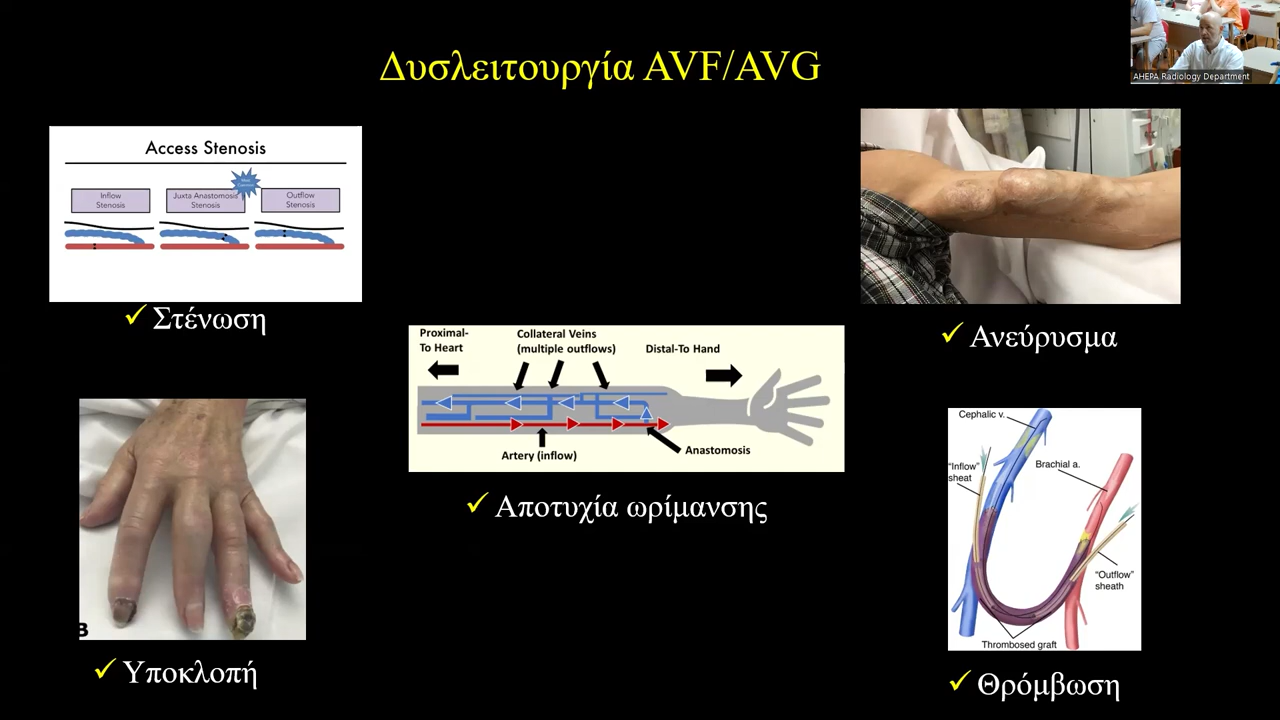 Δυσλειτουργία AVF/AVG
AHEPA Radiology Department
Access Stenosis
Inflow
Stenosis
Juxta Anastomosis
Stenosis
Outflow
Stenosis
Στένωση
Ανεύρυσμα
Proximal-
To Heart
Collateral Veins
(multiple outflows)
Distal-To Hand
Artery (inflow)
Anastomosis
Αποτυχία ωρίμανσης
B
Υποκλοπή
Cephalic v.
Brachial a.
"Inflow"
sheat
"Outflow"
sheath
Thrombosed graft
Θρόμβωση